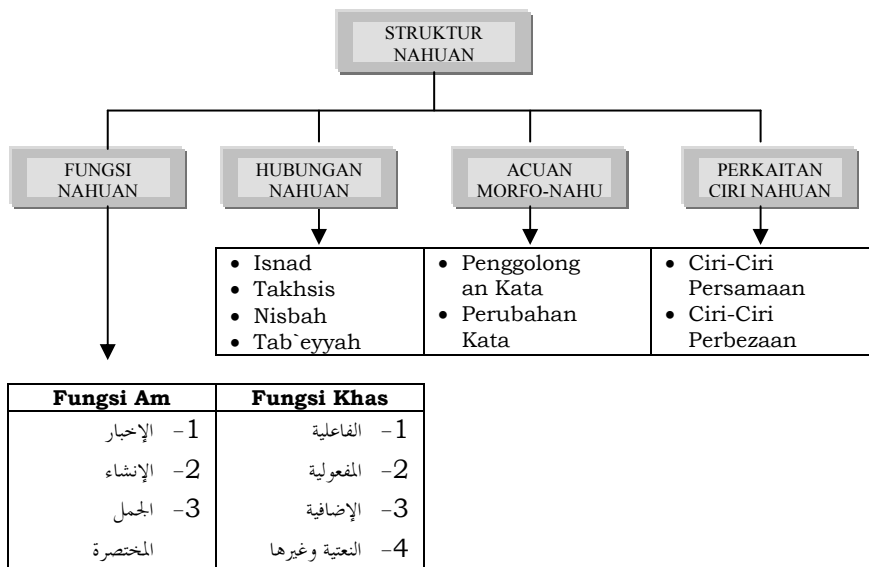 STRUKTUR
NAHUAN
FUNGSI
NAHUAN
HUBUNGAN
NAHUAN
ACUAN
MORFO-NAHU
PERKAITAN
CIRI NAHUAN
• Isnad
• Takhsis
• Nisbah
• Tab`eyyah
• Penggolong
an Kata
• Perubahan
Kata
• Ciri-Ciri
Persamaan
• Ciri-Ciri
Perbezaan
Fungsi Am
1- الإخبار
2- الإنشاء
3- الجمل
المختصرة
Fungsi Khas
1- الفاعلية
2- المفعولية
3- الإضافية
4- النعتية وغيرها